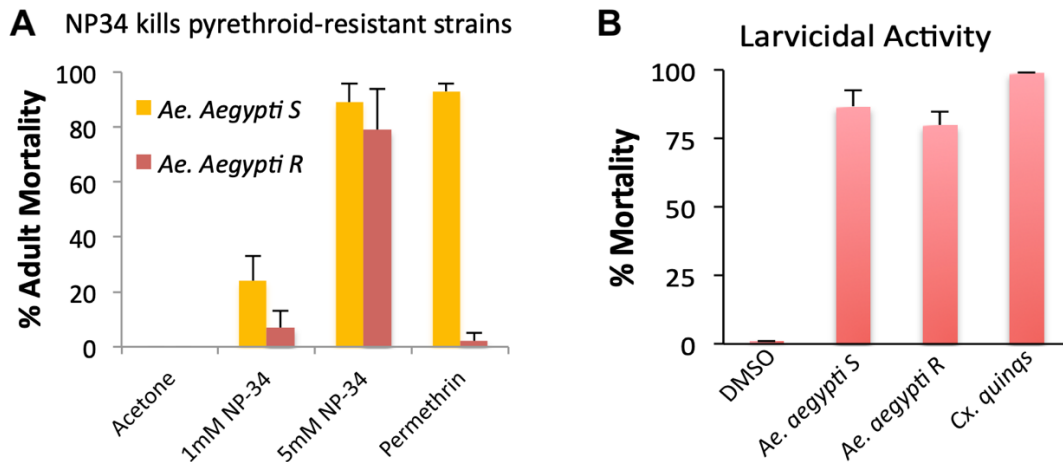 A
NP34 kills pyrethroid-resistant strains
% Adult Mortality
100
80
60
40
20
0
Ae. Aegypti S
Ae. Aegypti R
Acetone
1mM NP-34
5mM NP-34
Permethrin
B
Larvicidal Activity
% Mortality
100
75
50
25
0
DMSO
Ae. aegypti S
Ae. aegypti R
Cx. quinqs